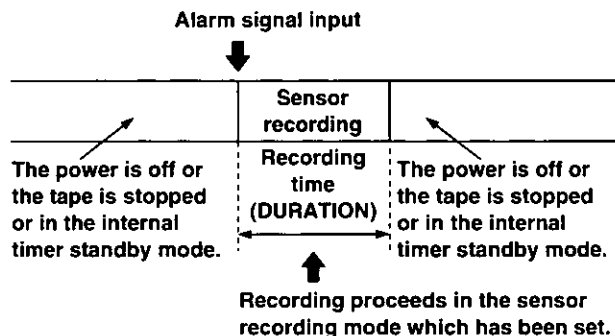 Alarm signal input
Sensor
recording
The power is off or
the tape is stopped
or in the internal
timer standby mode.
Recording
time
(DURATION)
The power is off or
the tape is stopped
or in the internal
timer standby mode.
Recording proceeds in the sensor
recording mode which has been set.